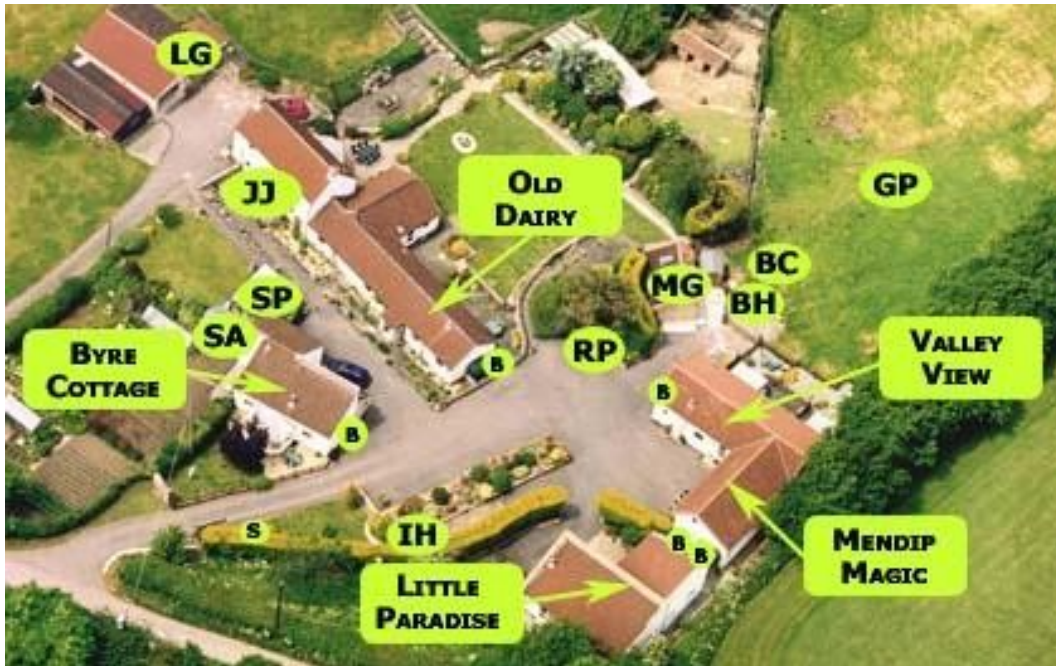 LG
JJ
OLD
DAIRY
GP
SP
MG
BC
BH
SA
RP
BYRE
COTTAGE
B
VALLEY
VIEW
B
B
S
IH
B
B
MENDIP
MAGIC
LITTLE
PARADISE